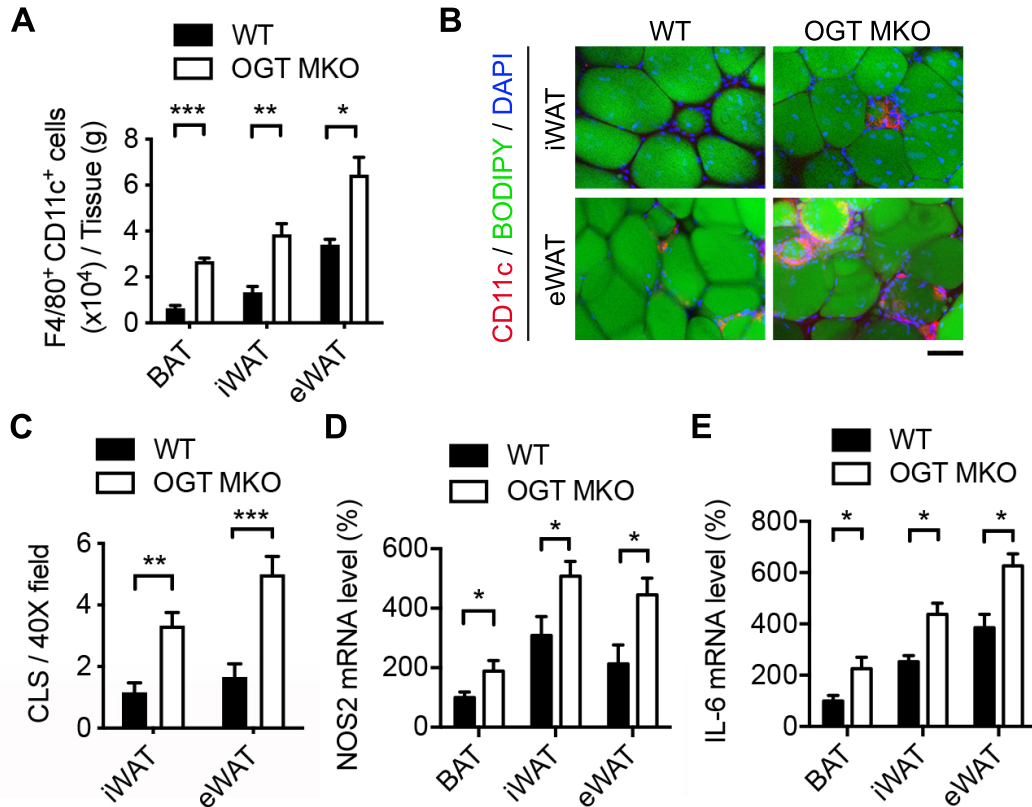 A
WT
OGT MKO
*** ** *
F4/80+ CD11c+ cells
(x10⁴) / Tissue (g)
8
6
4
2
0
BAT iWAT eWAT
B
WT OGT MKO
CD11c / BODIPY / DAPI
iWAT
eWAT
C
WT
OGT MKO
** ***
CLS / 40X field
6
4
2
0
iWAT eWAT
D
WT
OGT MKO
* * *
NOS2 mRNA level (%)
600
400
200
0
BAT iWAT eWAT
E
WT
OGT MKO
* * *
IL-6 mRNA level (%)
800
600
400
200
0
BAT iWAT eWAT